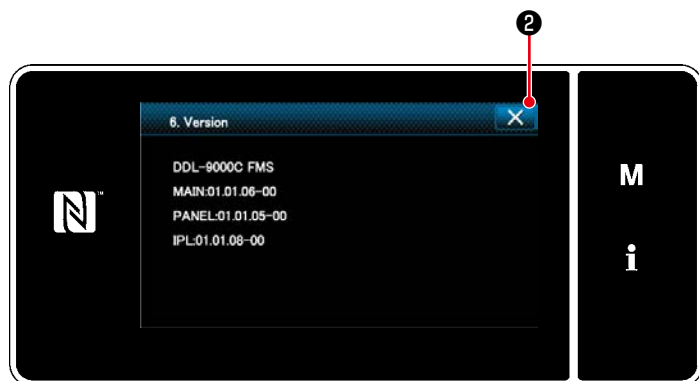 ❷
6. Version
DDL-9000C FMS
MAIN:01.01.06-00
PANEL:01.01.05-00
IPL:01.01.08-00
N
M
i